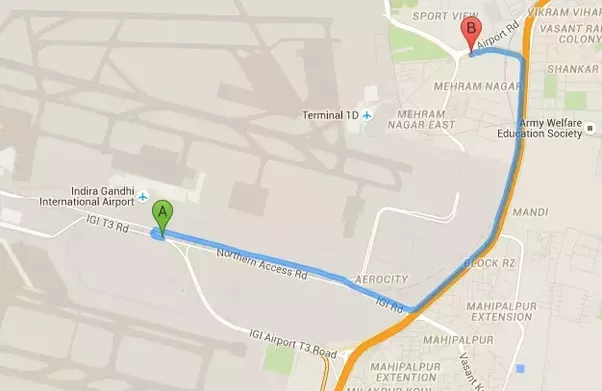 SPORT VIEW
B
Airport Rd
VIKRAM VIHAR
VASANT RA
COLONY
SHANKAR
MEHRAM NAGAR
MEHRAM
NAGAR EAST
Terminal 1D
Army Welfare
Education Society
Indira Gandhi
International Airport
A
IGI T3 Rd
Northern Access Rd
MANDI
AEROCITY
BLOCK RZ
IGI Rd
MAHIPALPUR
EXTENSION
IGI Airport T3 Road
Vasant Ku
MAHIPALPUR
EXTENSION